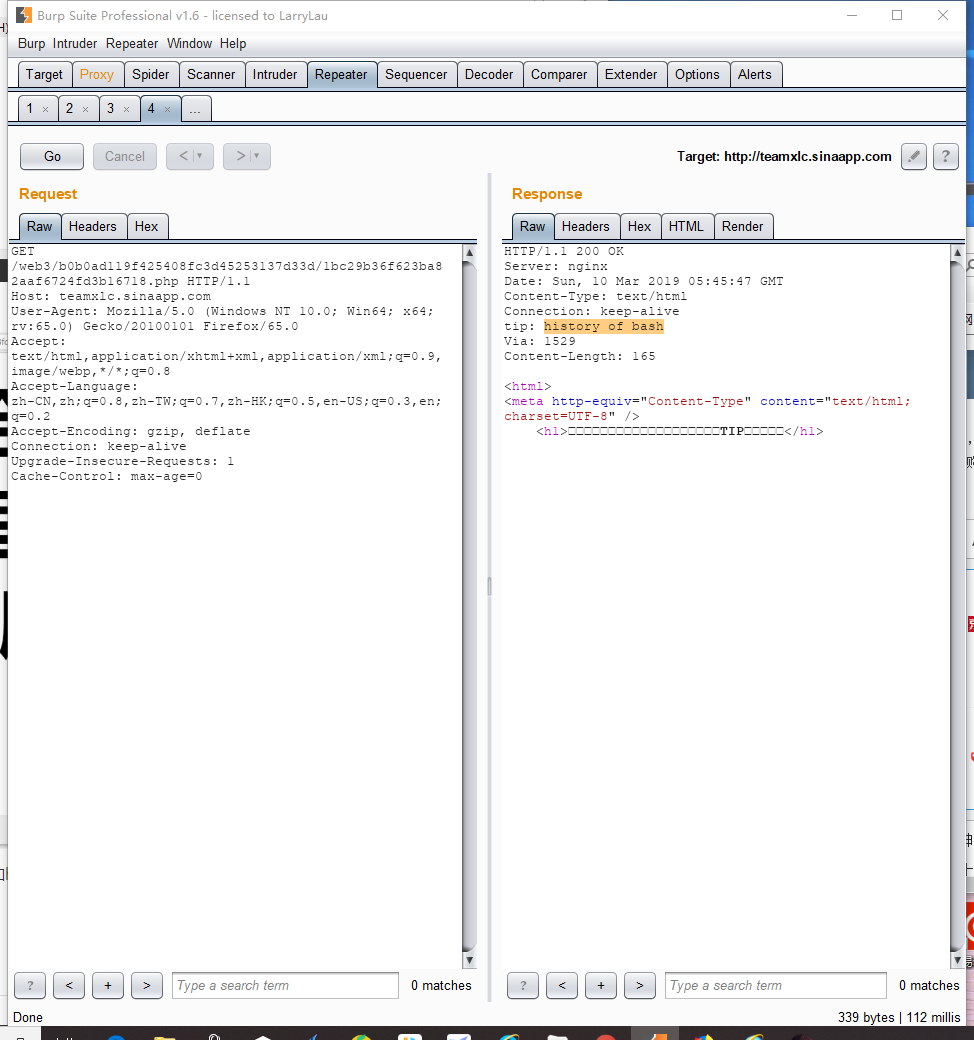 Burp Suite Professional v1.6 - licensed to LarryLau
Burp Intruder Repeater Window Help
Target Proxy Spider Scanner Intruder Repeater Sequencer Decoder Comparer Extender Options Alerts
1 × 2 × 3 × 4 × ...
Go Cancel < > Target: http://teamxlc.sinaapp.com ?
Request
Raw Headers Hex
GET
/web3/b0b0ad119f425408fc3d45253137d33d/1bc29b36f623ba8
2aaf6724fd3b16718.php HTTP/1.1
Host: teamxlc.sinaapp.com
User-Agent: Mozilla/5.0 (Windows NT 10.0; Win64; x64;
rv:65.0) Gecko/20100101 Firefox/65.0
Accept:
text/html,application/xhtml+xml,application/xml;q=0.9,
image/webp,*/*;q=0.8
Accept-Language:
zh-CN,zh;q=0.8,zh-TW;q=0.7,zh-HK;q=0.5,en-US;q=0.3,en;
q=0.2
Accept-Encoding: gzip, deflate
Connection: keep-alive
Upgrade-Insecure-Requests: 1
Cache-Control: max-age=0
? < + > Type a search term 0 matches
Response
Raw Headers Hex HTML Render
HTTP/1.1 200 OK
Server: nginx
Date: Sun, 10 Mar 2019 05:45:47 GMT
Content-Type: text/html
Connection: keep-alive
tip: history of bash
Via: 1529
Content-Length: 165
<html>
<meta http-equiv="Content-Type" content="text/html;
charset=UTF-8" />
<h1>□□□□□□□□□□□□□□□□□□□TIP□□□□□</h1>
? < + > Type a search term 0 matches
Done 339 bytes | 112 millis